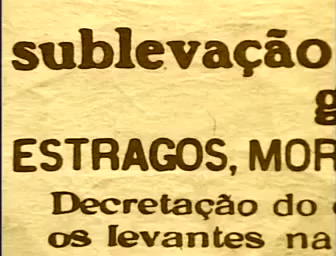 sublevação
g
ESTRAGOS, MOR
Decretação do
os levantes na